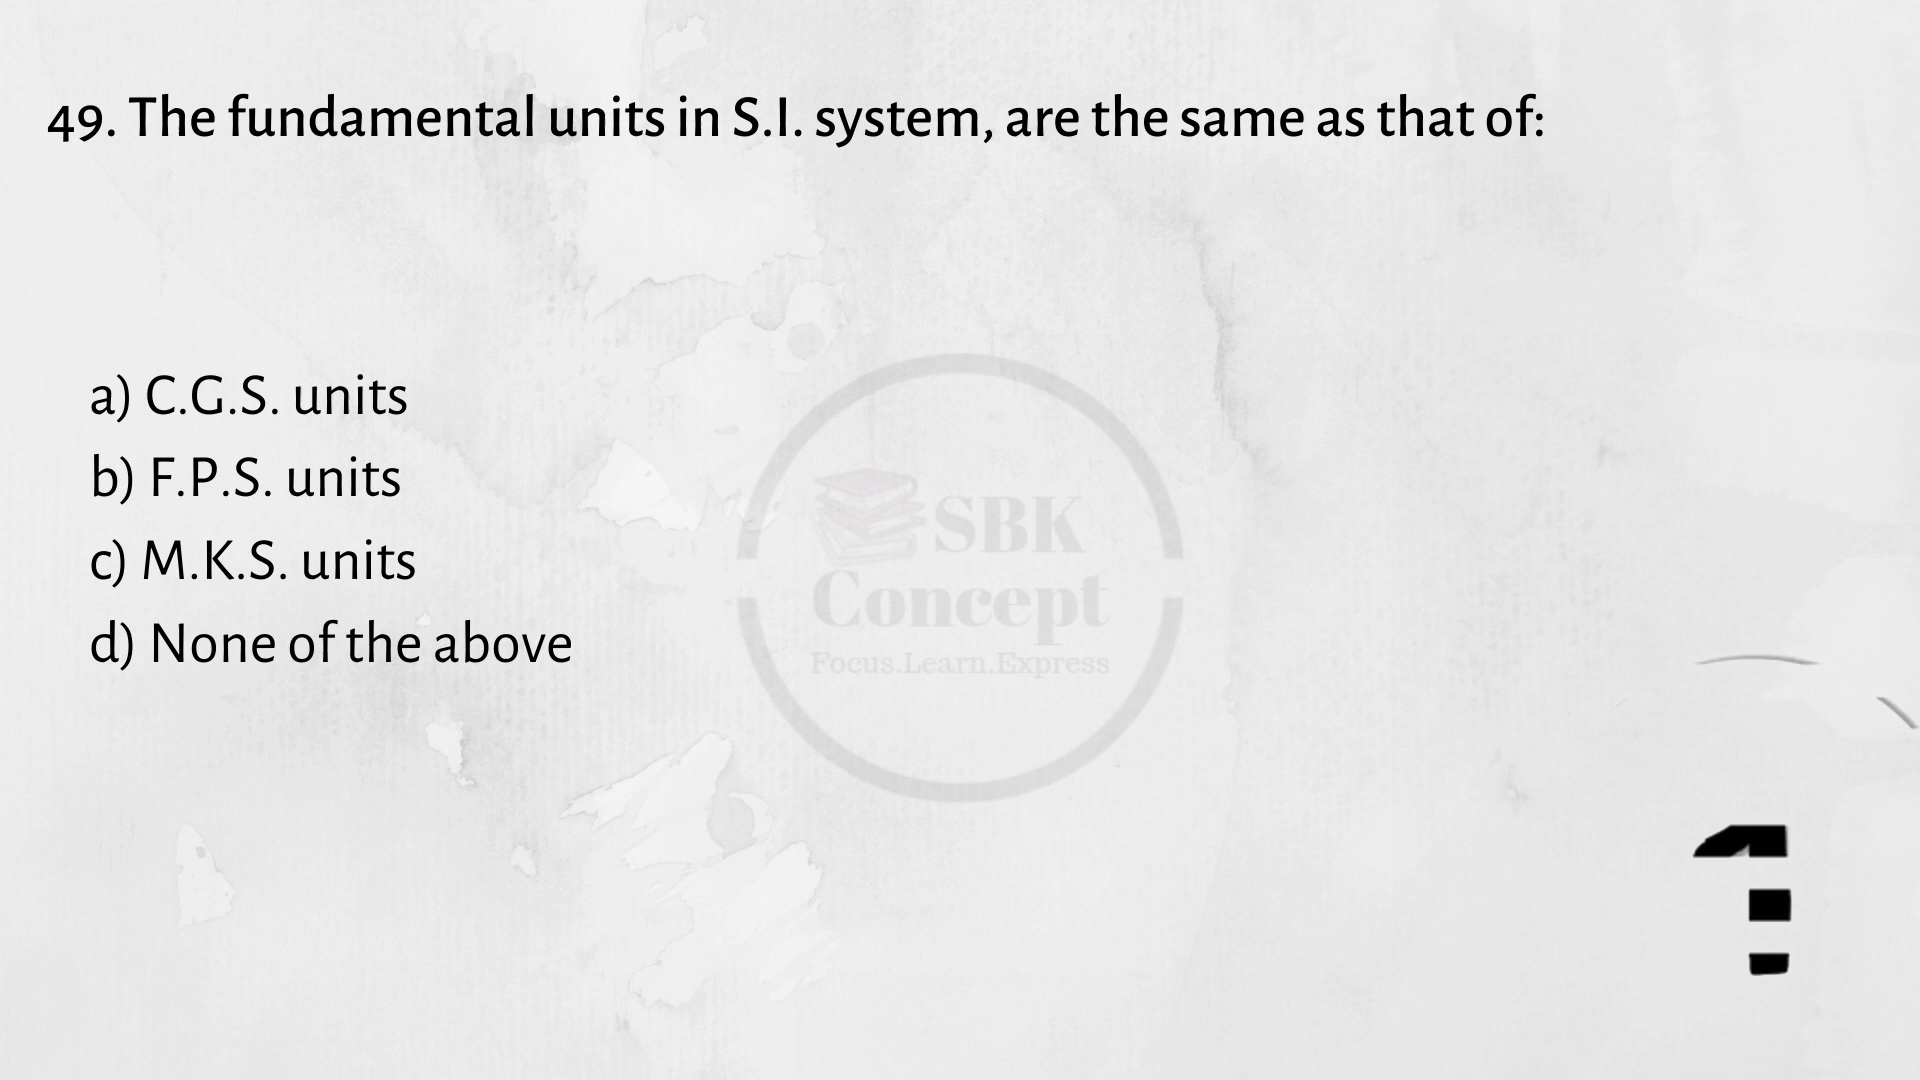 49. The fundamental units in S.I. system, are the same as that of:
a) C.G.S. units
b) F.P.S. units
c) M.K.S. units
d) None of the above
SBK
Concept
Focus.Learn.Express